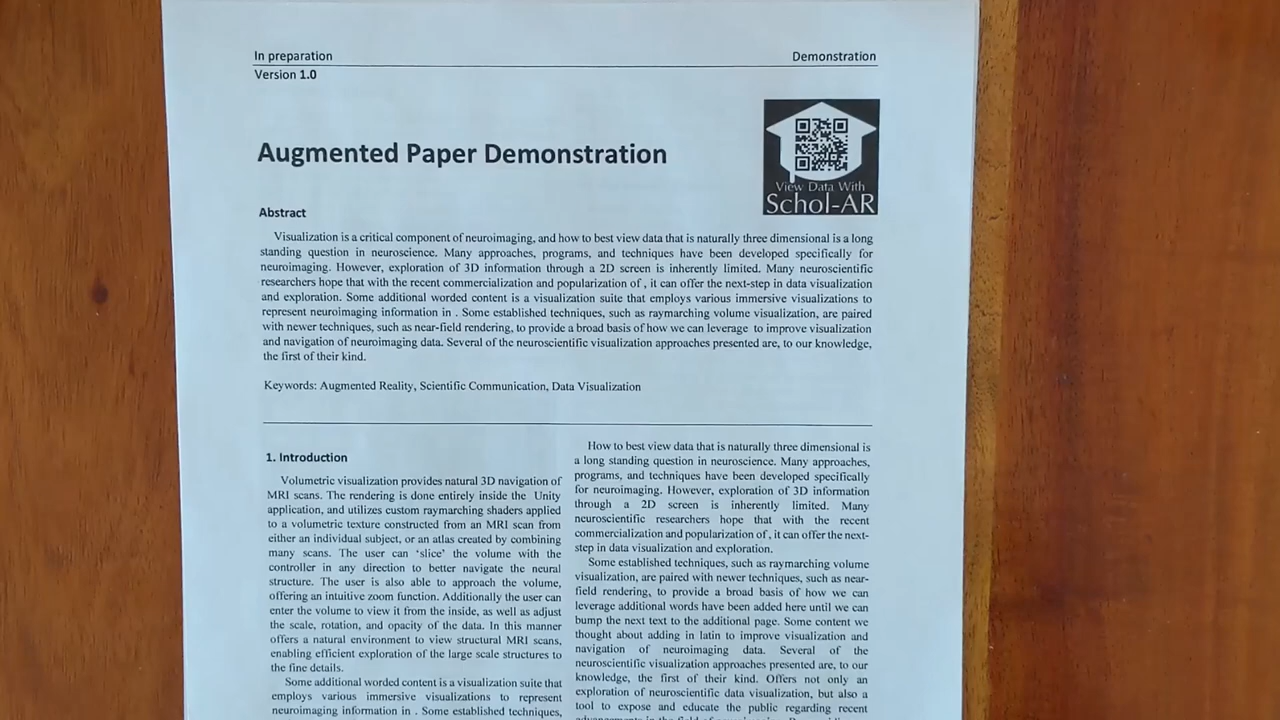 In preparation
Demonstration
Version 1.0
Augmented Paper Demonstration
View Data With
Schol-AR
Abstract
Visualization is a critical component of neuroimaging, and how to best view data that is naturally three dimensional is a long
standing question in neuroscience. Many approaches, programs, and techniques have been developed specifically for
neuroimaging. However, exploration of 3D information through a 2D screen is inherently limited. Many neuroscientific
researchers hope that with the recent commercialization and popularization of , it can offer the next-step in data visualization
and exploration. Some additional worded content is a visualization suite that employs various immersive visualizations to
represent neuroimaging information in . Some established techniques, such as raymarching volume visualization, are paired
with newer techniques, such as near-field rendering, to provide a broad basis of how we can leverage  to improve visualization
and navigation of neuroimaging data. Several of the neuroscientific visualization approaches presented are, to our knowledge,
the first of their kind.
Keywords: Augmented Reality, Scientific Communication, Data Visualization
1. Introduction
Volumetric visualization provides natural 3D navigation of
MRI scans. The rendering is done entirely inside the Unity
application, and utilizes custom raymarching shaders applied
to a volumetric texture constructed from an MRI scan from
either an individual subject, or an atlas created by combining
many scans. The user can 'slice' the volume with the
controller in any direction to better navigate the neural
structure. The user is also able to approach the volume,
offering an intuitive zoom function. Additionally the user can
enter the volume to view it from the inside, as well as adjust
the scale, rotation, and opacity of the data. In this manner
offers a natural environment to view structural MRI scans,
enabling efficient exploration of the large scale structures to
the fine details.
Some additional worded content is a visualization suite that
employs various immersive visualizations to represent
neuroimaging information in . Some established techniques,
How to best view data that is naturally three dimensional is
a long standing question in neuroscience. Many approaches,
programs, and techniques have been developed specifically
for neuroimaging. However, exploration of 3D information
through a 2D screen is inherently limited. Many
neuroscientific researchers hope that with the recent
commercialization and popularization of , it can offer the next-
step in data visualization and exploration.
Some established techniques, such as raymarching volume
visualization, are paired with newer techniques, such as near-
field rendering, to provide a broad basis of how we can
leverage additional words have been added here until we can
bump the next text to the additional page. Some content we
thought about adding in latin to improve visualization and
navigation of neuroimaging data. Several of the
neuroscientific visualization approaches presented are, to our
knowledge, the first of their kind. Offers not only an
exploration of neuroscientific data visualization, but also a
tool to expose and educate the public regarding recent